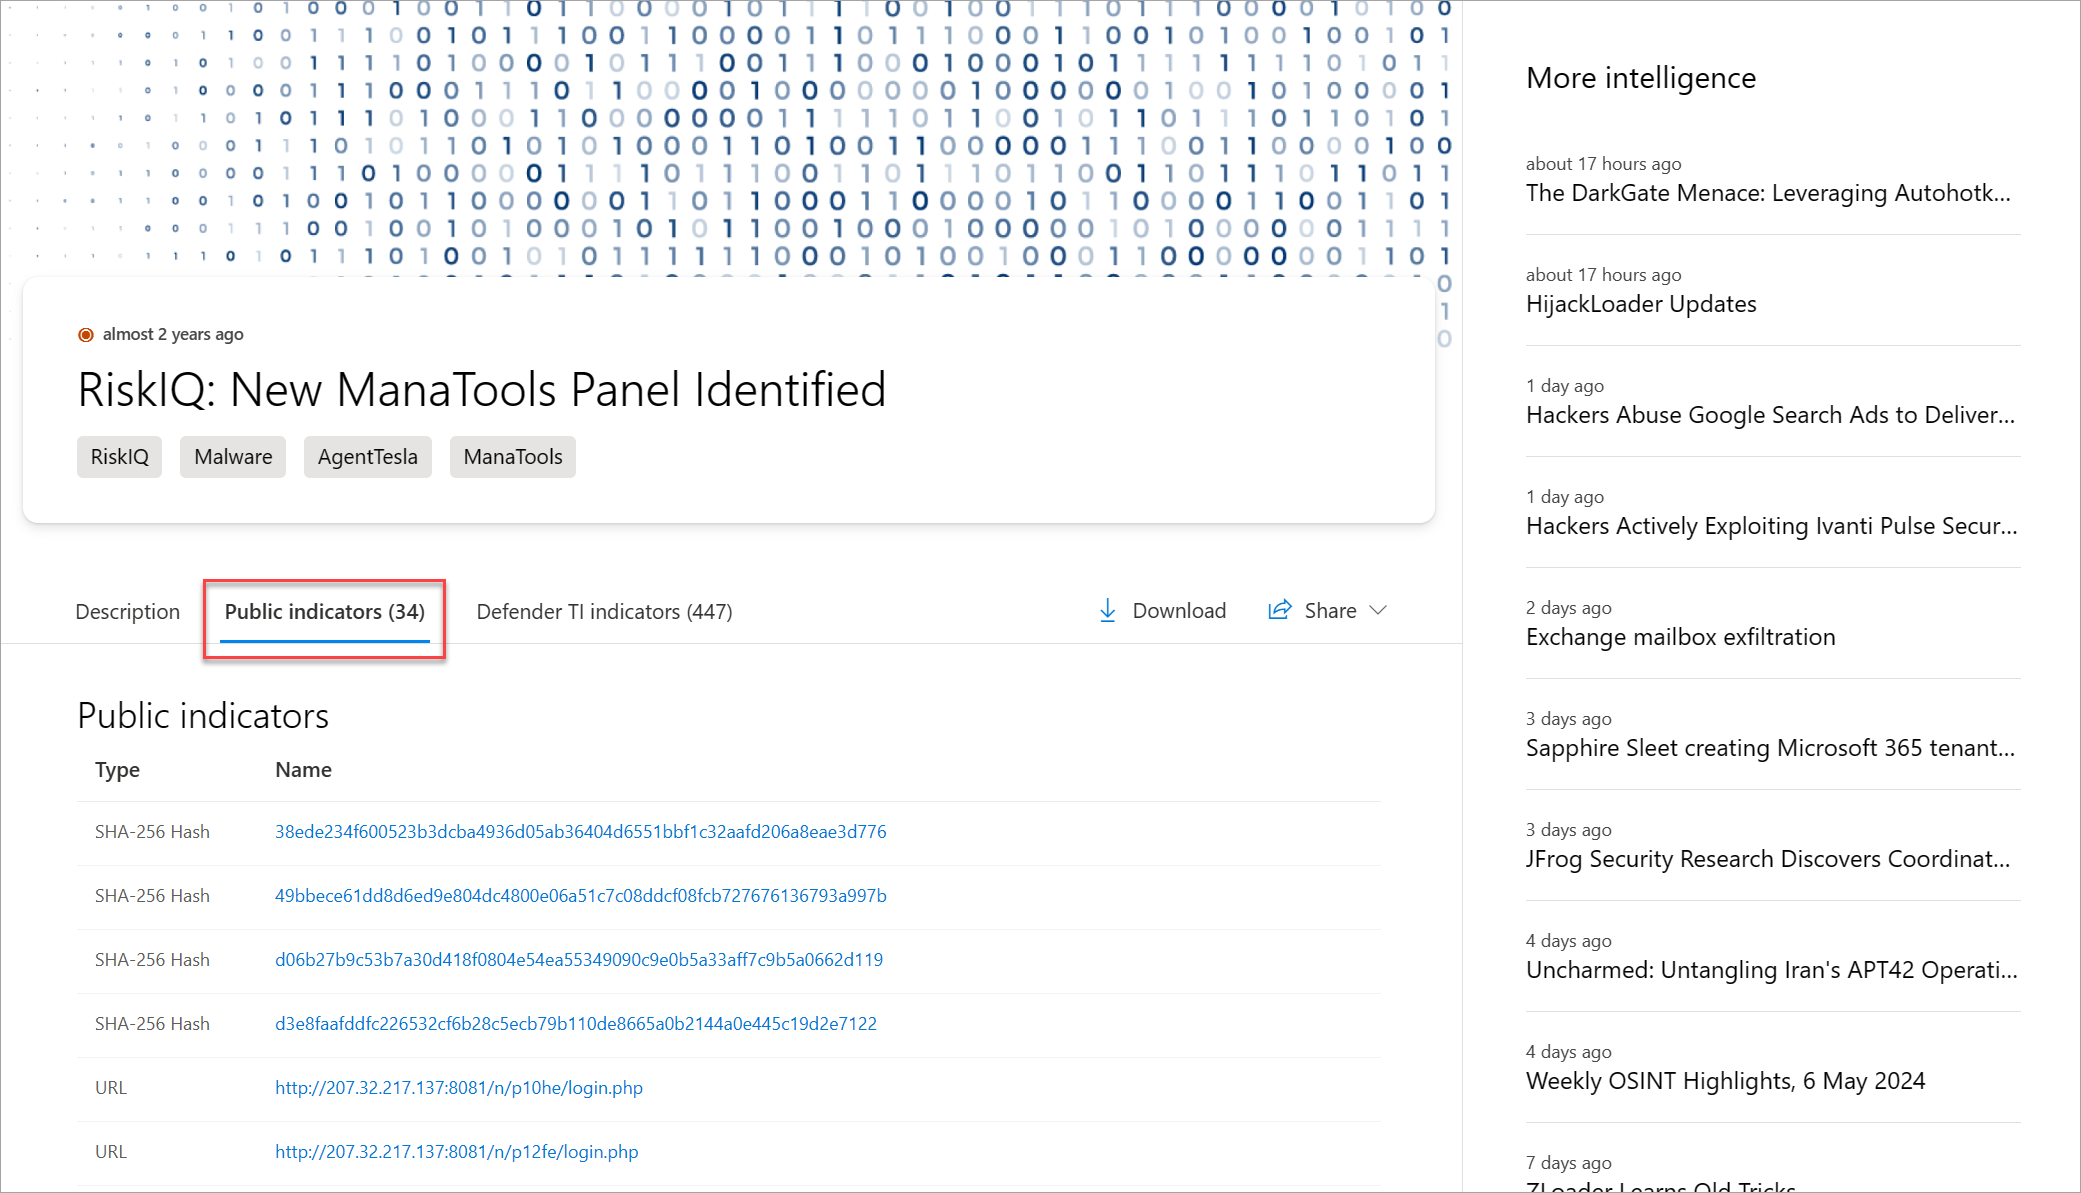 almost 2 years ago
RiskIQ: New ManaTools Panel Identified
RiskIQ Malware AgentTesla ManaTools
Description Public indicators (34) Defender TI indicators (447) Download Share
Public indicators
Type Name
SHA-256 Hash 38ede234f600523b3dcba4936d05ab36404d6551bbf1c32aafd206a8eae3d776
SHA-256 Hash 49bbece61dd8d6ed9e804dc4800e06a51c7c08ddcf08fcb727676136793a997b
SHA-256 Hash d06b27b9c53b7a30d418f0804e54ea55349090c9e0b5a33aff7c9b5a0662d119
SHA-256 Hash d3e8faafddfc226532cf6b28c5ecb79b110de8665a0b2144a0e445c19d2e7122
URL http://207.32.217.137:8081/n/p10he/login.php
URL http://207.32.217.137:8081/n/p12fe/login.php
More intelligence
about 17 hours ago
The DarkGate Menace: Leveraging Autohotk...
about 17 hours ago
HijackLoader Updates
1 day ago
Hackers Abuse Google Search Ads to Deliver...
1 day ago
Hackers Actively Exploiting Ivanti Pulse Secur...
2 days ago
Exchange mailbox exfiltration
3 days ago
Sapphire Sleet creating Microsoft 365 tenant...
3 days ago
JFrog Security Research Discovers Coordinat...
4 days ago
Uncharmed: Untangling Iran's APT42 Operati...
4 days ago
Weekly OSINT Highlights, 6 May 2024
7 days ago
ZLoader Learns Old Tricks